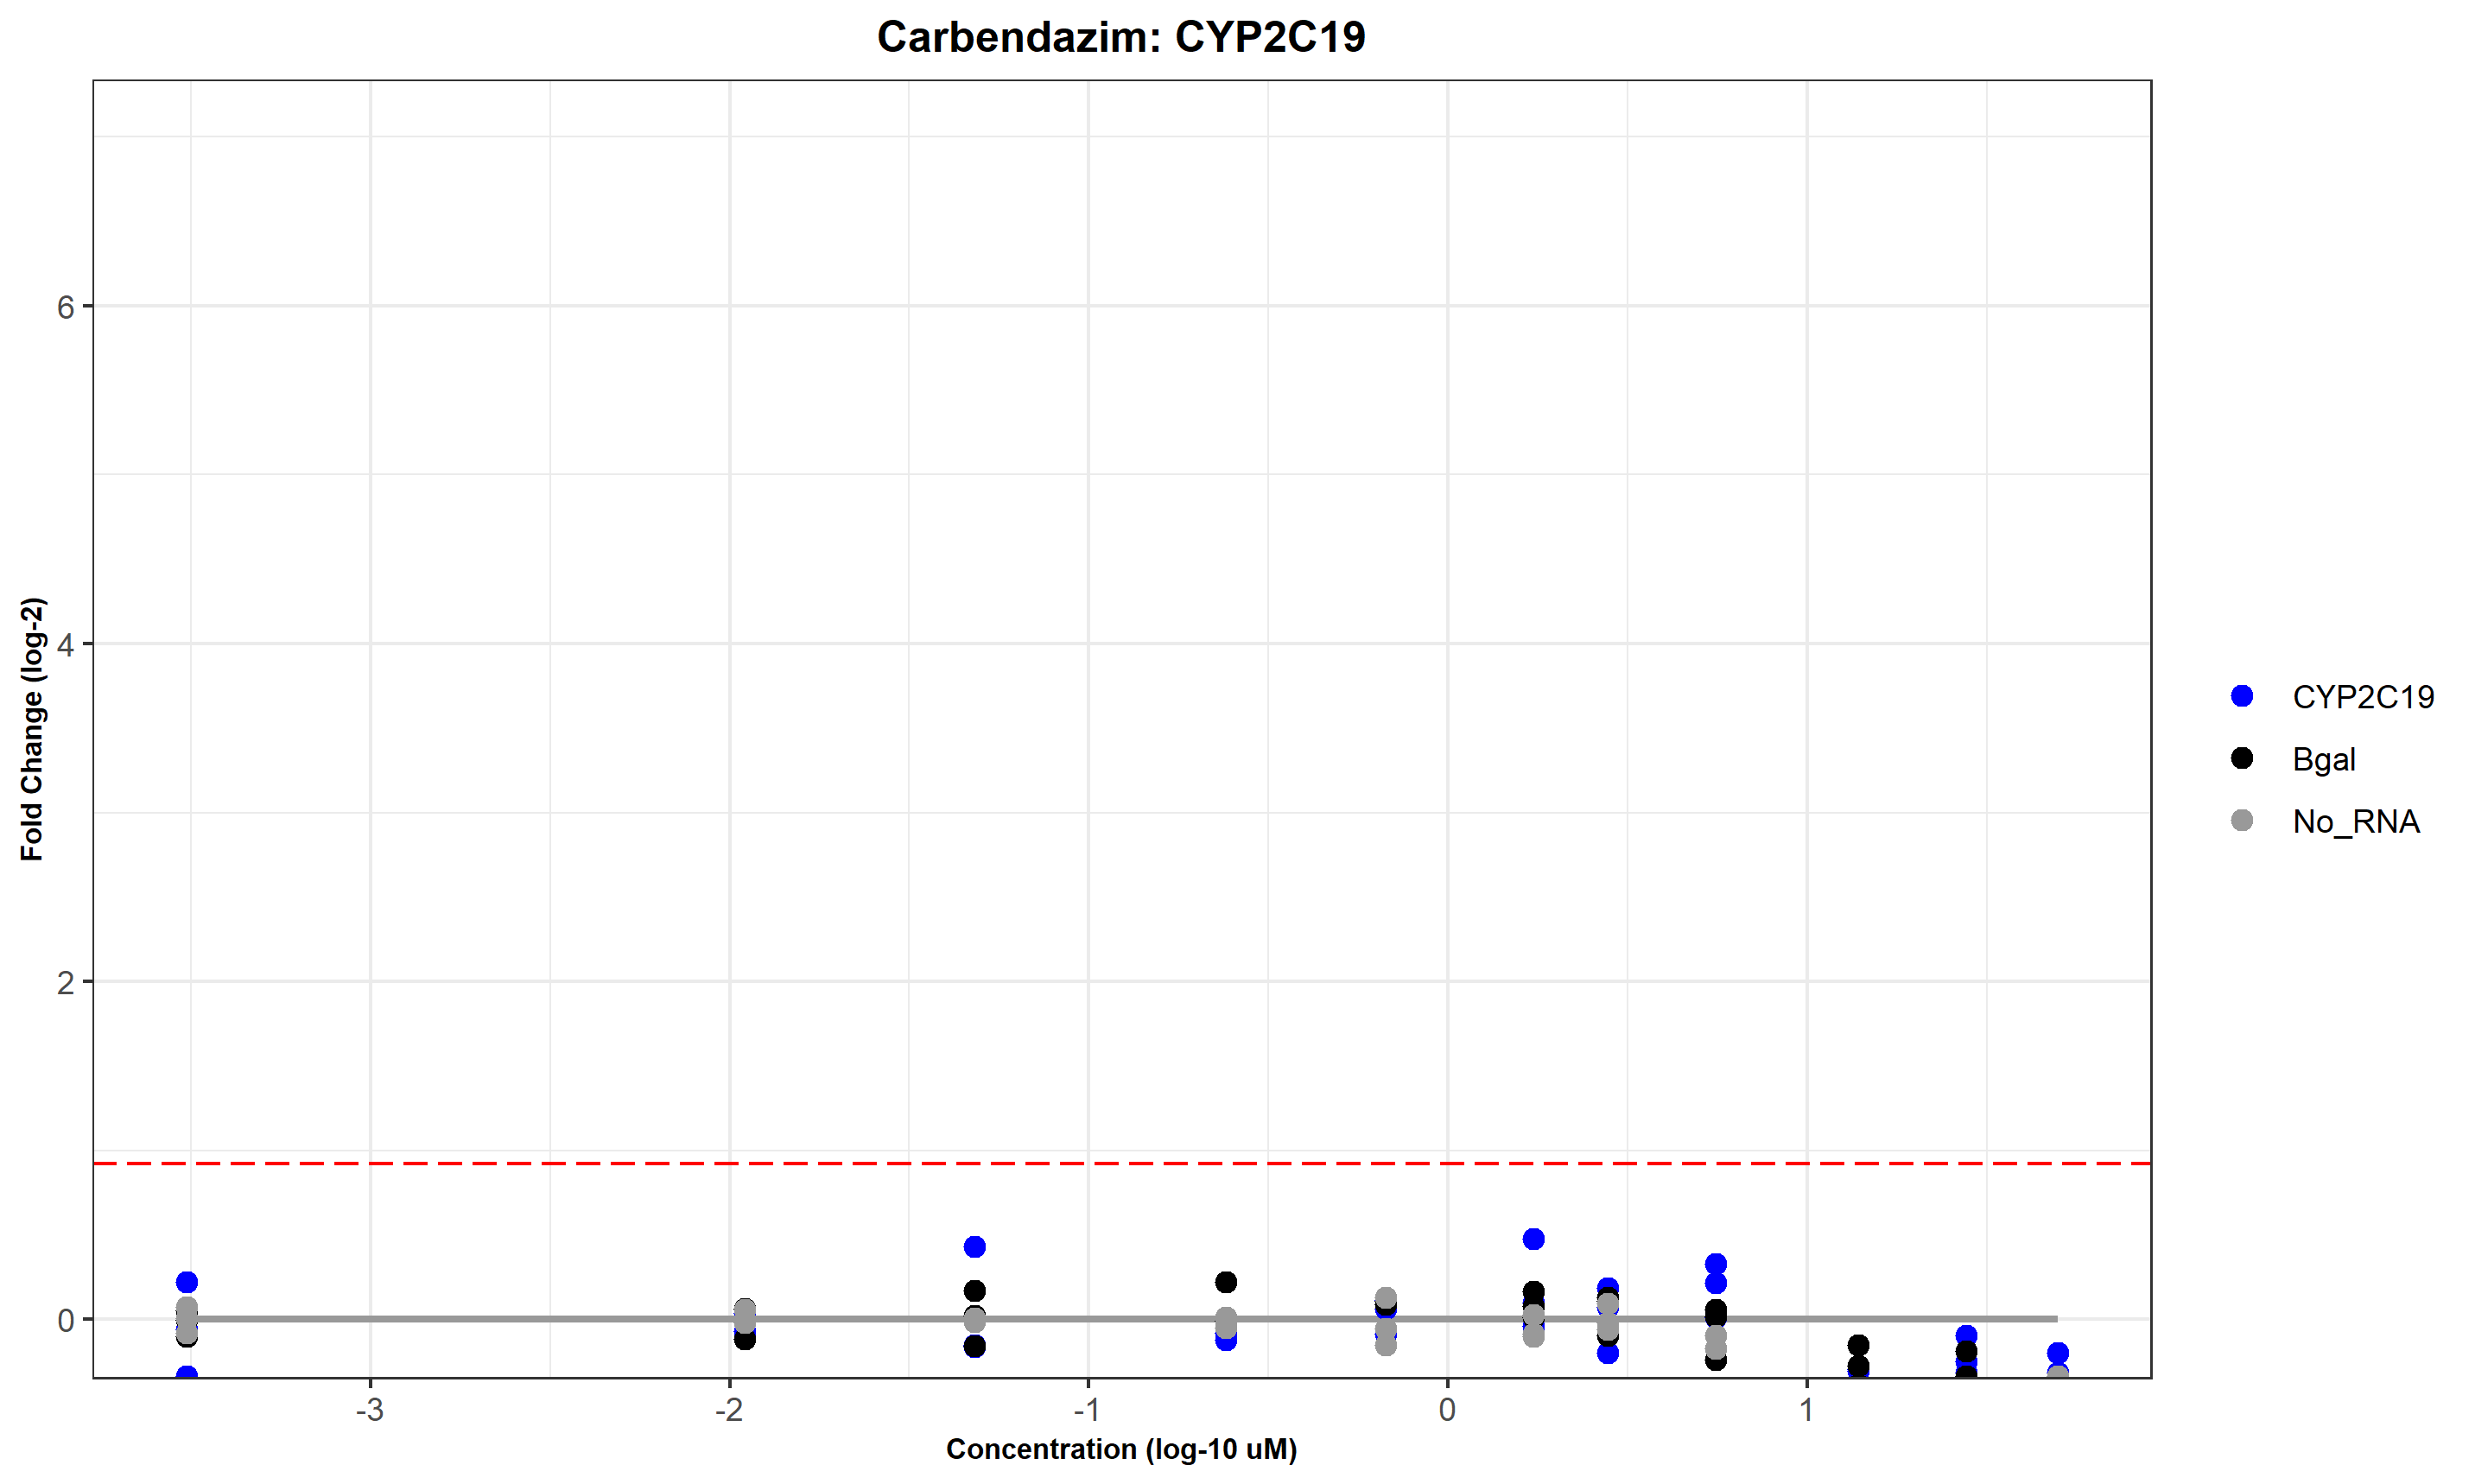 Carbendazim: CYP2C19
Fold Change (log-2)
6
4
2
0
-3
-2
-1
0
1
Concentration (log-10 uM)
CYP2C19
Bgal
No_RNA